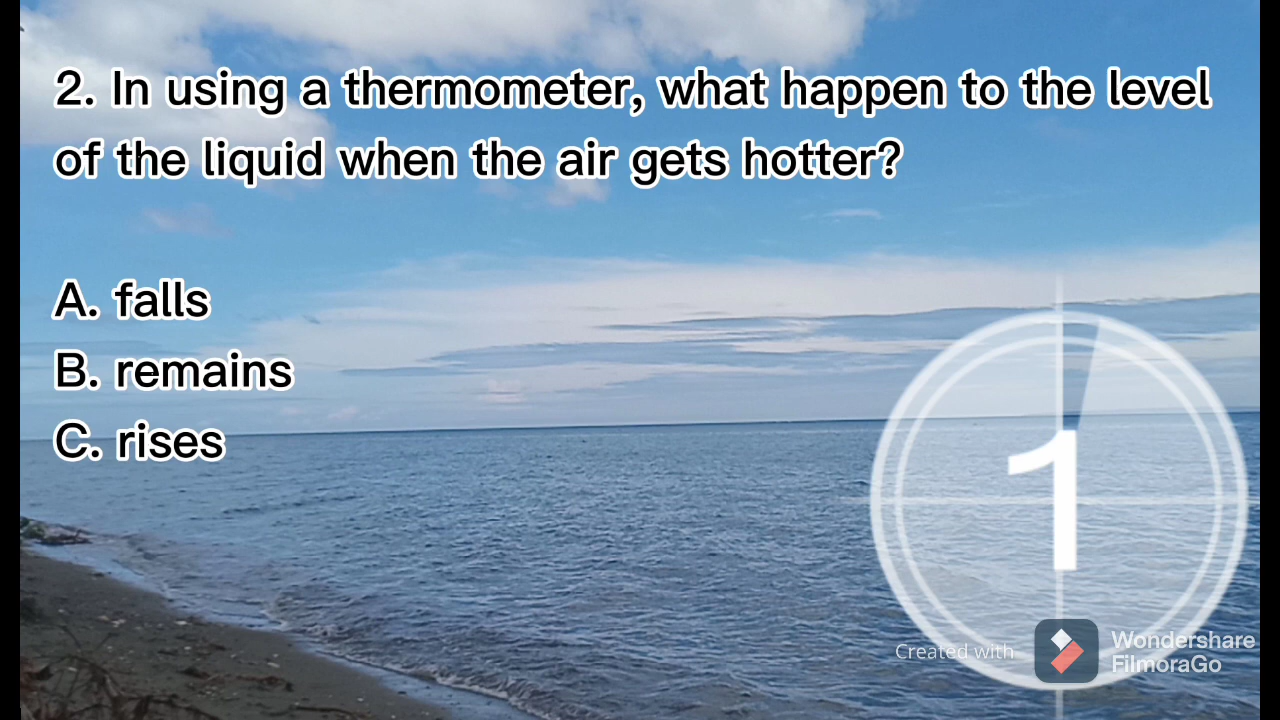 2. In using a thermometer, what happen to the level
of the liquid when the air gets hotter?
A. falls
B. remains
C. rises
1
Created with
Wondershare
FilmoraGo